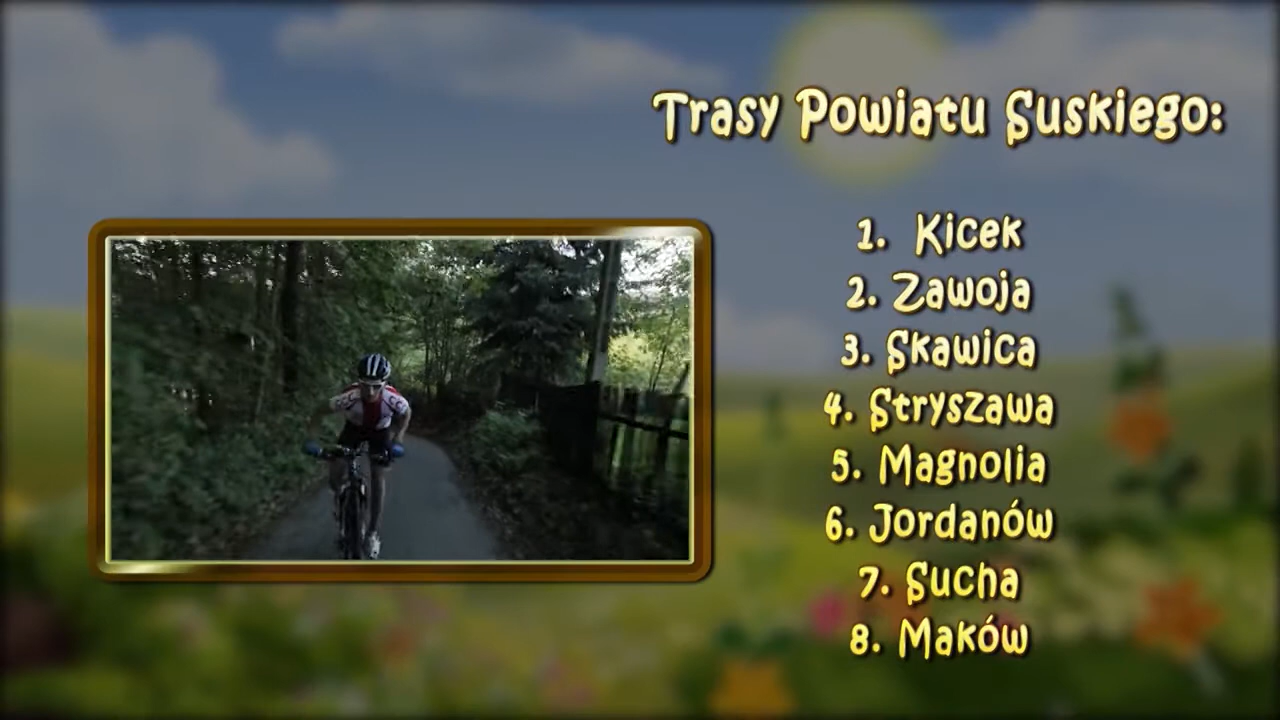 Trasy Powiatu Suskiego:
1. Kicek
2. Zawoja
3. Skawica
4. Stryszawa
5. Magnolia
6. Jordanów
7. Sucha
8. Maków